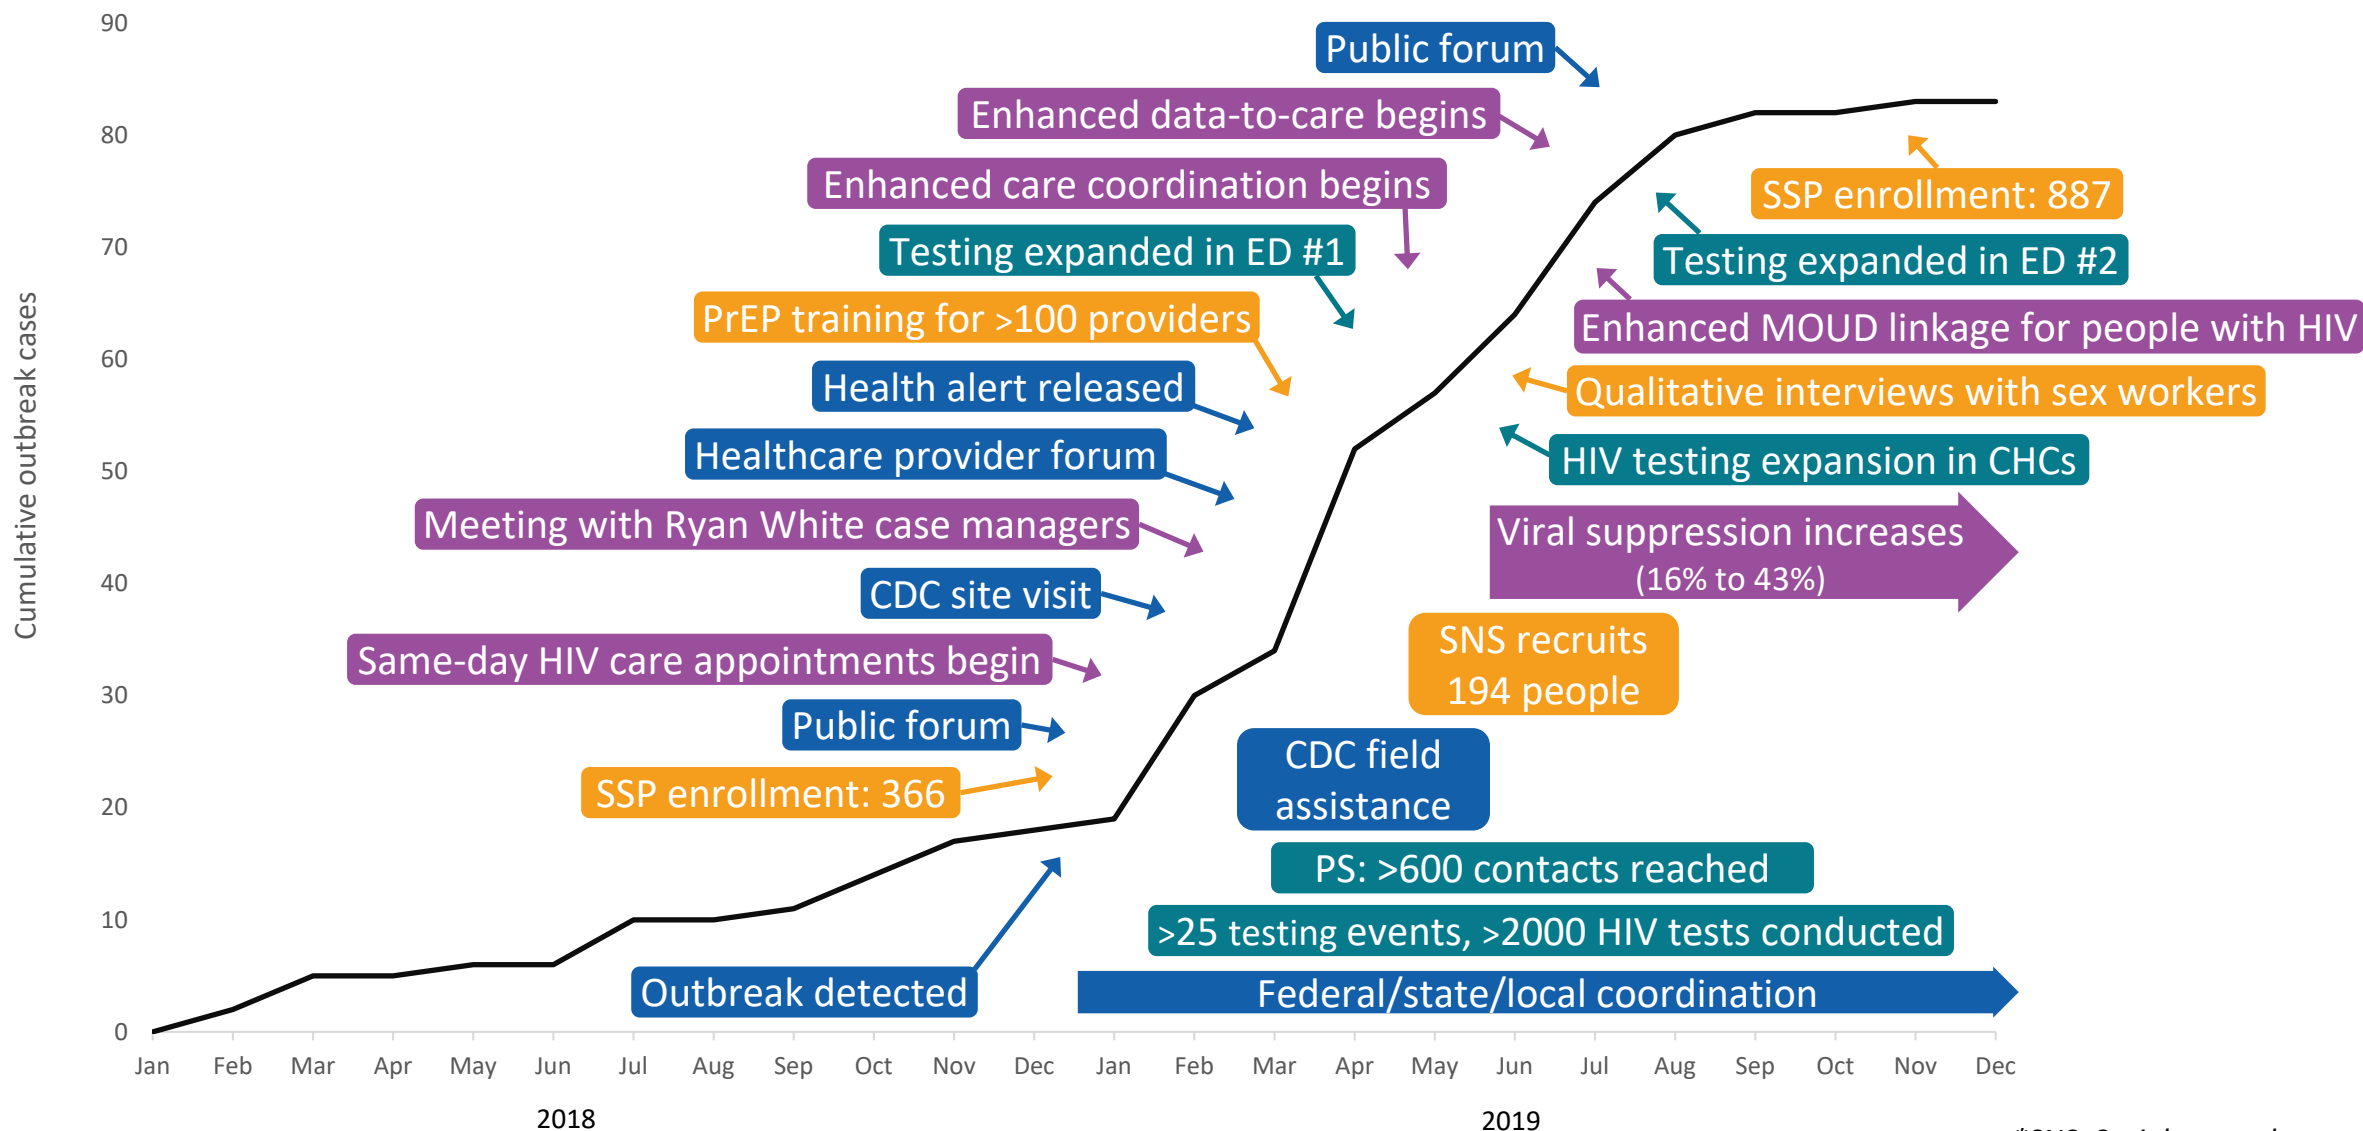 90
80
70
60
50
40
30
20
10
0
Cumulative outbreak cases
Public forum
Enhanced data-to-care begins
Enhanced care coordination begins
Testing expanded in ED #1
PrEP training for >100 providers
Health alert released
Healthcare provider forum
Meeting with Ryan White case managers
CDC site visit
Same-day HIV care appointments begin
Public forum
SSP enrollment: 366
Outbreak detected
SSP enrollment: 887
Testing expanded in ED #2
Enhanced MOUD linkage for people with HIV
Qualitative interviews with sex workers
HIV testing expansion in CHCs
Viral suppression increases
(16% to 43%)
SNS recruits
194 people
CDC field
assistance
PS: >600 contacts reached
>25 testing events, >2000 HIV tests conducted
Federal/state/local coordination
Jan Feb Mar Apr May Jun Jul Aug Sep Oct Nov Dec Jan Feb Mar Apr May Jun Jul Aug Sep Oct Nov Dec
2018 2019